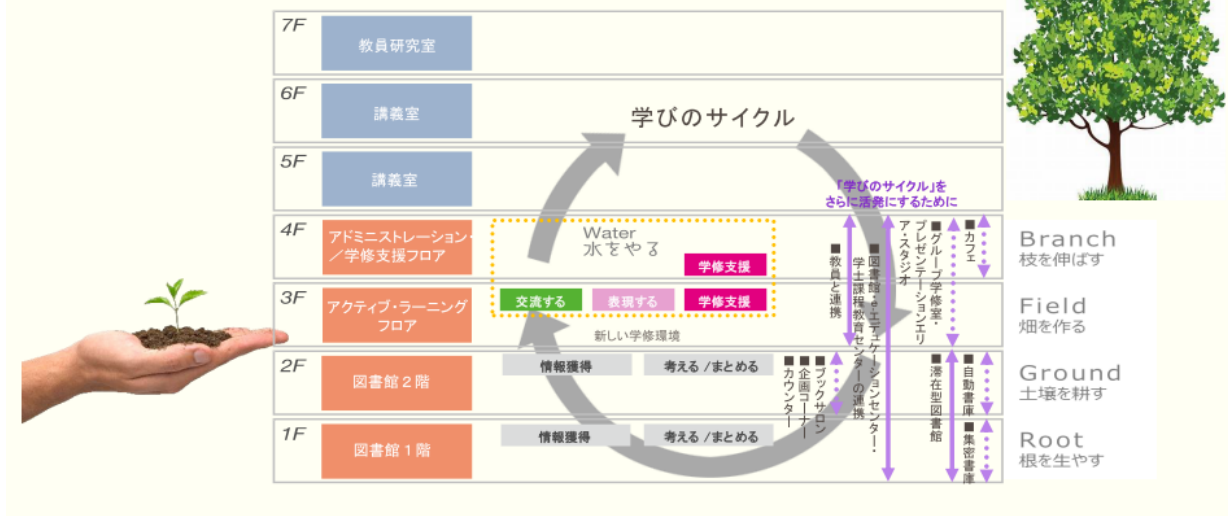 7F
教員研究室
6F
講義室
学びのサイクル
5F
講義室
「学びのサイクル」を
さらに活発にするために
4F
アドミニストレーション・
／学修支援フロア
Water
水をやる
学修支援
3F
アクティブ・ラーニング
フロア
交流する
表現する
学修支援
新しい学修環境
2F
図書館２階
情報獲得
考える /まとめる
1F
図書館１階
情報獲得
考える /まとめる
■カフェ
■グループ学修室・
プレゼンテーションエリ
ア・スタジオ
■図書館・e-エデュケーションセンター・
学士課程教育センターの連携
■教員と連携
■自動書庫
■集密書庫
■滞在型図書館
■ブックサロン
■企画コーナー
■カウンター
Branch
枝を伸ばす
Field
畑を作る
Ground
土壌を耕す
Root
根を生やす